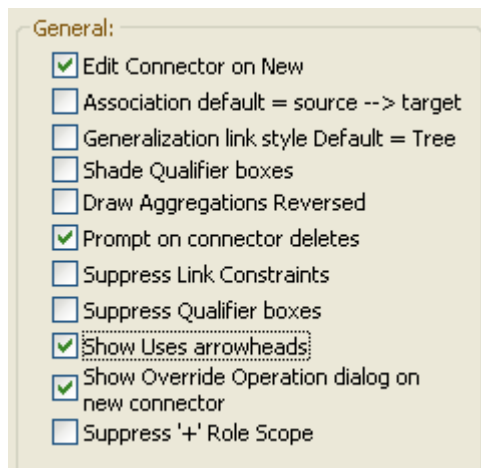 General:
Edit Connector on New
Association default = source --> target
Generalization link style Default = Tree
Shade Qualifier boxes
Draw Aggregations Reversed
Prompt on connector deletes
Suppress Link Constraints
Suppress Qualifier boxes
Show Uses arrowheads
Show Override Operation dialog on
new connector
Suppress '+' Role Scope